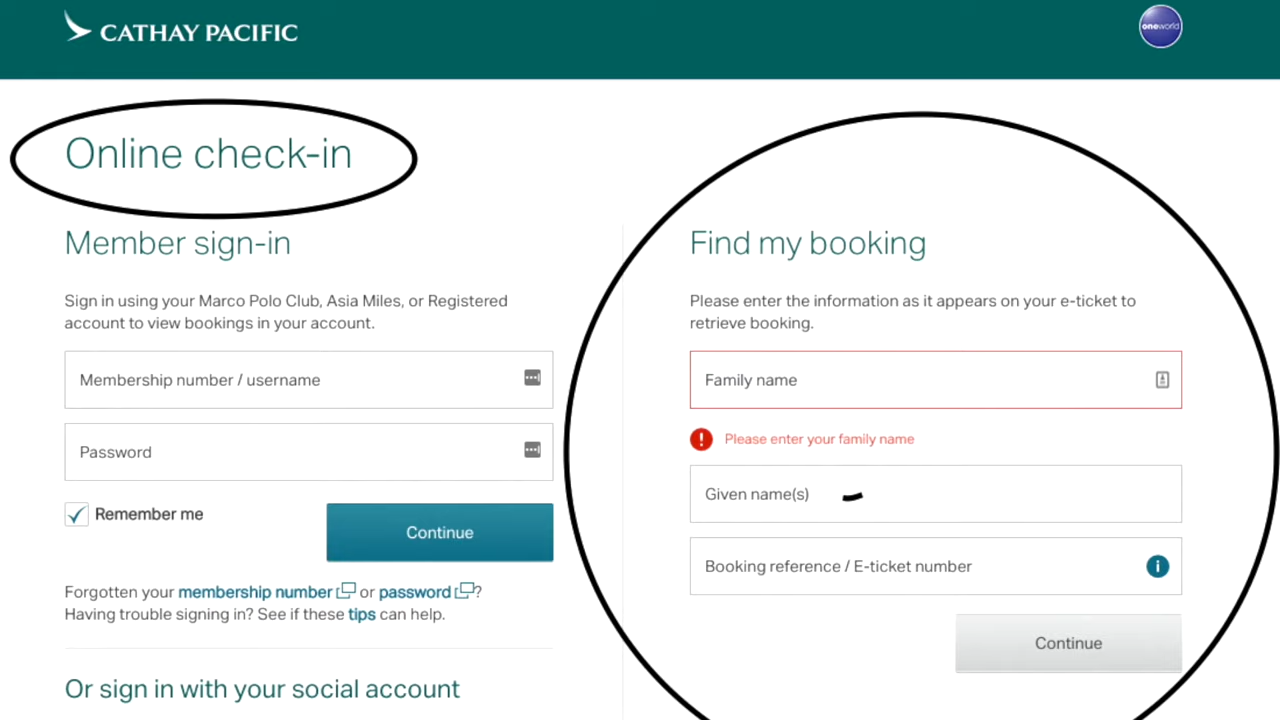 CATHAY PACIFIC
oneworld
Online check-in
Member sign-in
Sign in using your Marco Polo Club, Asia Miles, or Registered
account to view bookings in your account.
Membership number / username
Password
Remember me
Continue
Forgotten your membership number or password?
Having trouble signing in? See if these tips can help.
Or sign in with your social account
Find my booking
Please enter the information as it appears on your e-ticket to
retrieve booking.
Family name
Please enter your family name
Given name(s)
Booking reference / E-ticket number
Continue